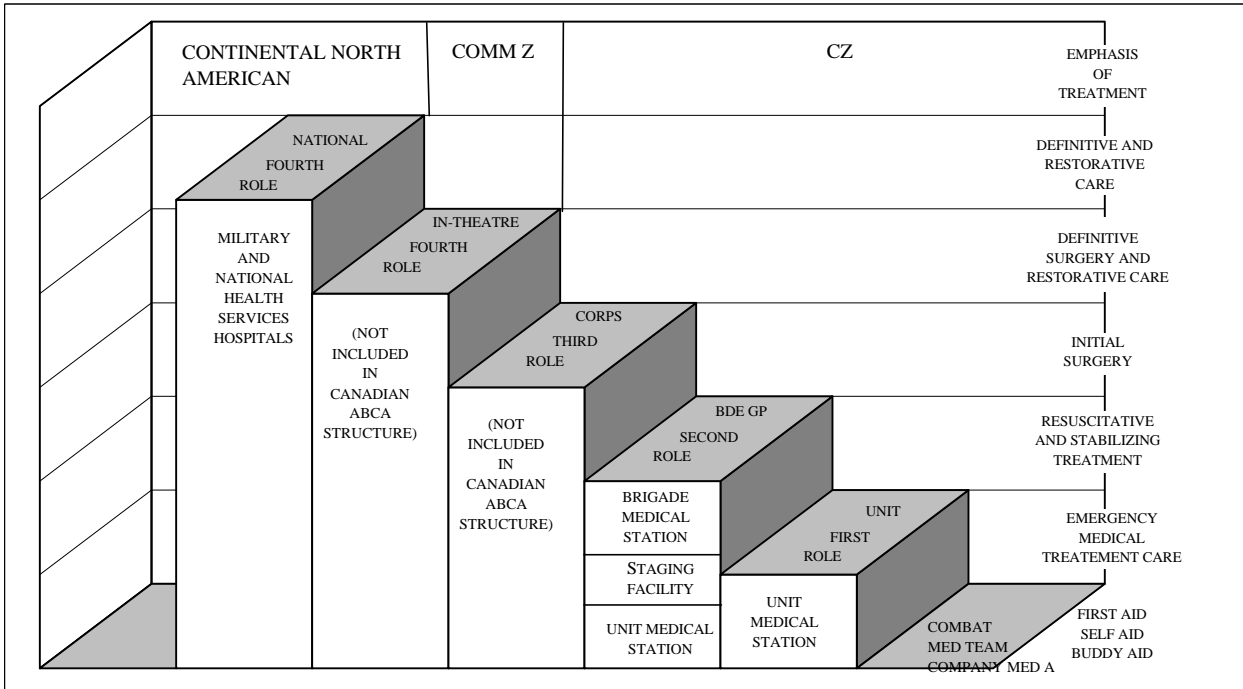 CONTINENTAL NORTH
AMERICAN
COMM Z
CZ
EMPHASIS
OF
TREATMENT
NATIONAL
FOURTH
ROLE
MILITARY
AND
NATIONAL
HEALTH
SERVICES
HOSPITALS
DEFINITIVE AND
RESTORATIVE
CARE
IN-THEATRE
FOURTH
ROLE
(NOT
INCLUDED
IN
CANADIAN
ABCA
STRUCTURE)
DEFINITIVE
SURGERY AND
RESTORATIVE CARE
CORPS
THIRD
ROLE
(NOT
INCLUDED
IN
CANADIAN
ABCA
STRUCTURE)
INITIAL
SURGERY
BDE GP
SECOND
ROLE
BRIGADE
MEDICAL
STATION
STAGING
FACILITY
UNIT MEDICAL
STATION
RESUSCITATIVE
AND STABILIZING
TREATMENT
UNIT
FIRST
ROLE
UNIT
MEDICAL
STATION
EMERGENCY
MEDICAL
TREATEMENT CARE
COMBAT
MED TEAM
COMPANY MED A
FIRST AID
SELF AID
BUDDY AID